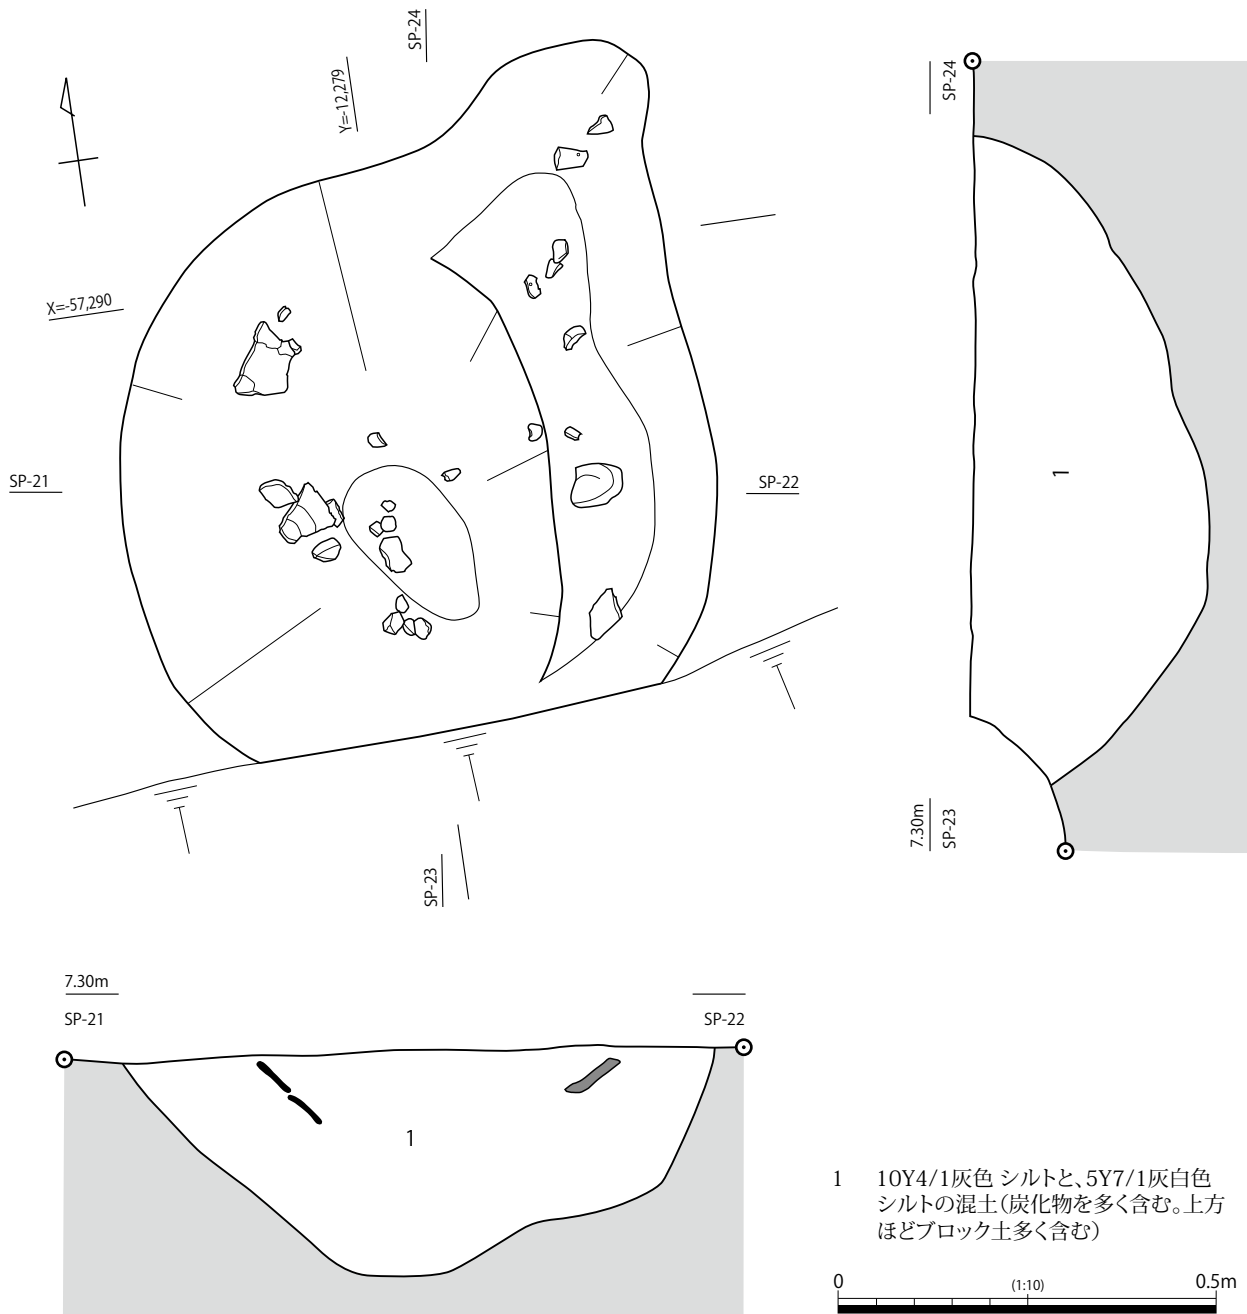 SP-24
Y=-12,279
X=-57,290
SP-21
SP-22
SP-23
SP-24
1
7.30m
SP-23
7.30m
SP-21
SP-22
1
1 10Y4/1灰色 シルトと、5Y7/1灰白色
シルトの混土(炭化物を多く含む。上方
ほどブロック土多く含む)
0 (1:10) 0.5m